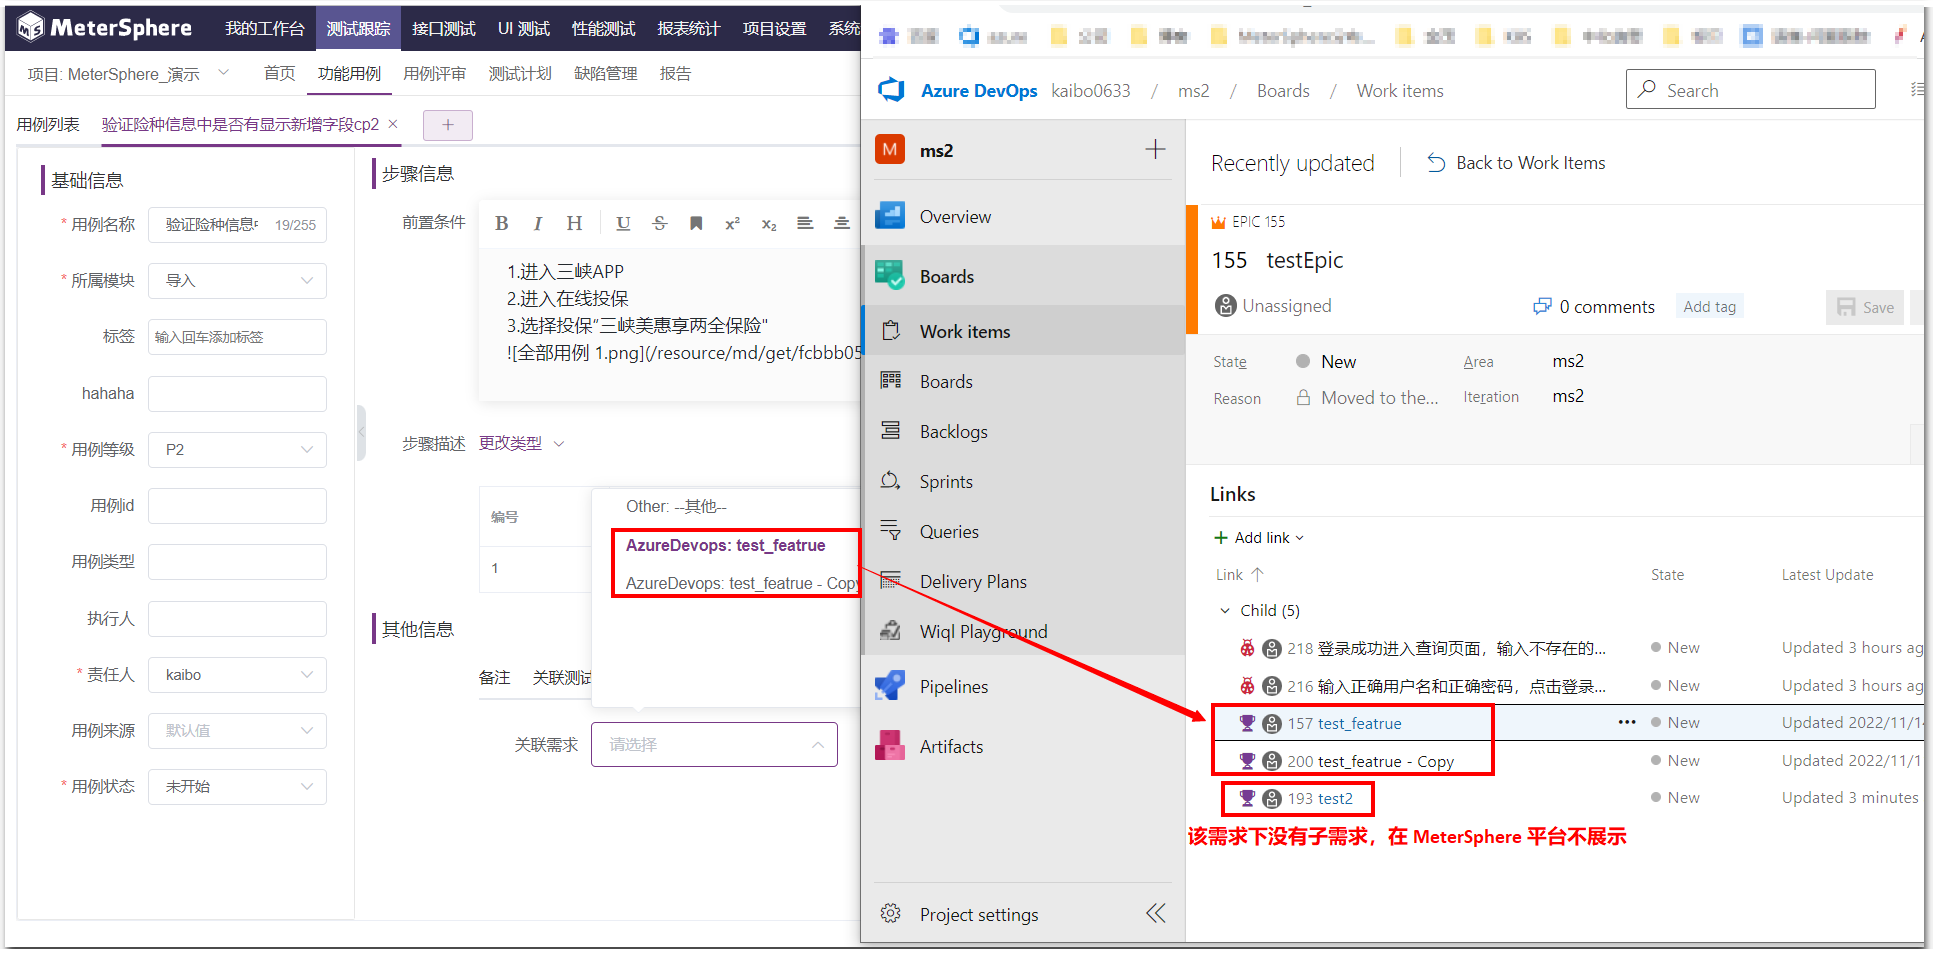 MeterSphere
我的工作台 测试跟踪 接口测试 UI 测试 性能测试 报表统计 项目设置 系统
项目: MeterSphere_演示
首页 功能用例 用例评审 测试计划 缺陷管理 报告
用例列表 验证险种信息中是否有显示新增字段cp2 × +
基础信息
* 用例名称 验证险种信息 19/255
* 所属模块 导入
标签 输入回车添加标签
hahaha
* 用例等级 P2
用例id
用例类型
执行人
* 责任人 kaibo
用例来源 默认值
* 用例状态 未开始
步骤信息
前置条件
B I H U S x² x₂
1.进入三峡APP
2.进入在线投保
3.选择投保“三峡美惠享两全保险"
![全部用例 1.png](/resource/md/get/fcbbb05
步骤描述 更改类型
编号
1
Other: --其他--
AzureDevops: test_featrue
AzureDevops: test_featrue - Copy
其他信息
备注 关联测试
关联需求 请选择
Azure DevOps kaibo0633 / ms2 / Boards / Work items
Search
M ms2
Overview
Boards
Work items
Boards
Backlogs
Sprints
Queries
Delivery Plans
Wiql Playground
Pipelines
Artifacts
Project settings
Recently updated Back to Work Items
EPIC 155
155 testEpic
Unassigned 0 comments Add tag Save
State New Area ms2
Reason Moved to the... Iteration ms2
Links
+ Add link
Link State Latest Update
Child (5)
218 登录成功进入查询页面，输入不存在的... New Updated 3 hours ag
216 输入正确用户名和正确密码，点击登录... New Updated 3 hours ag
157 test_featrue ... New Updated 2022/11/14
200 test_featrue - Copy New Updated 2022/11/1
193 test2 New Updated 3 minutes
该需求下没有子需求，在 MeterSphere 平台不展示